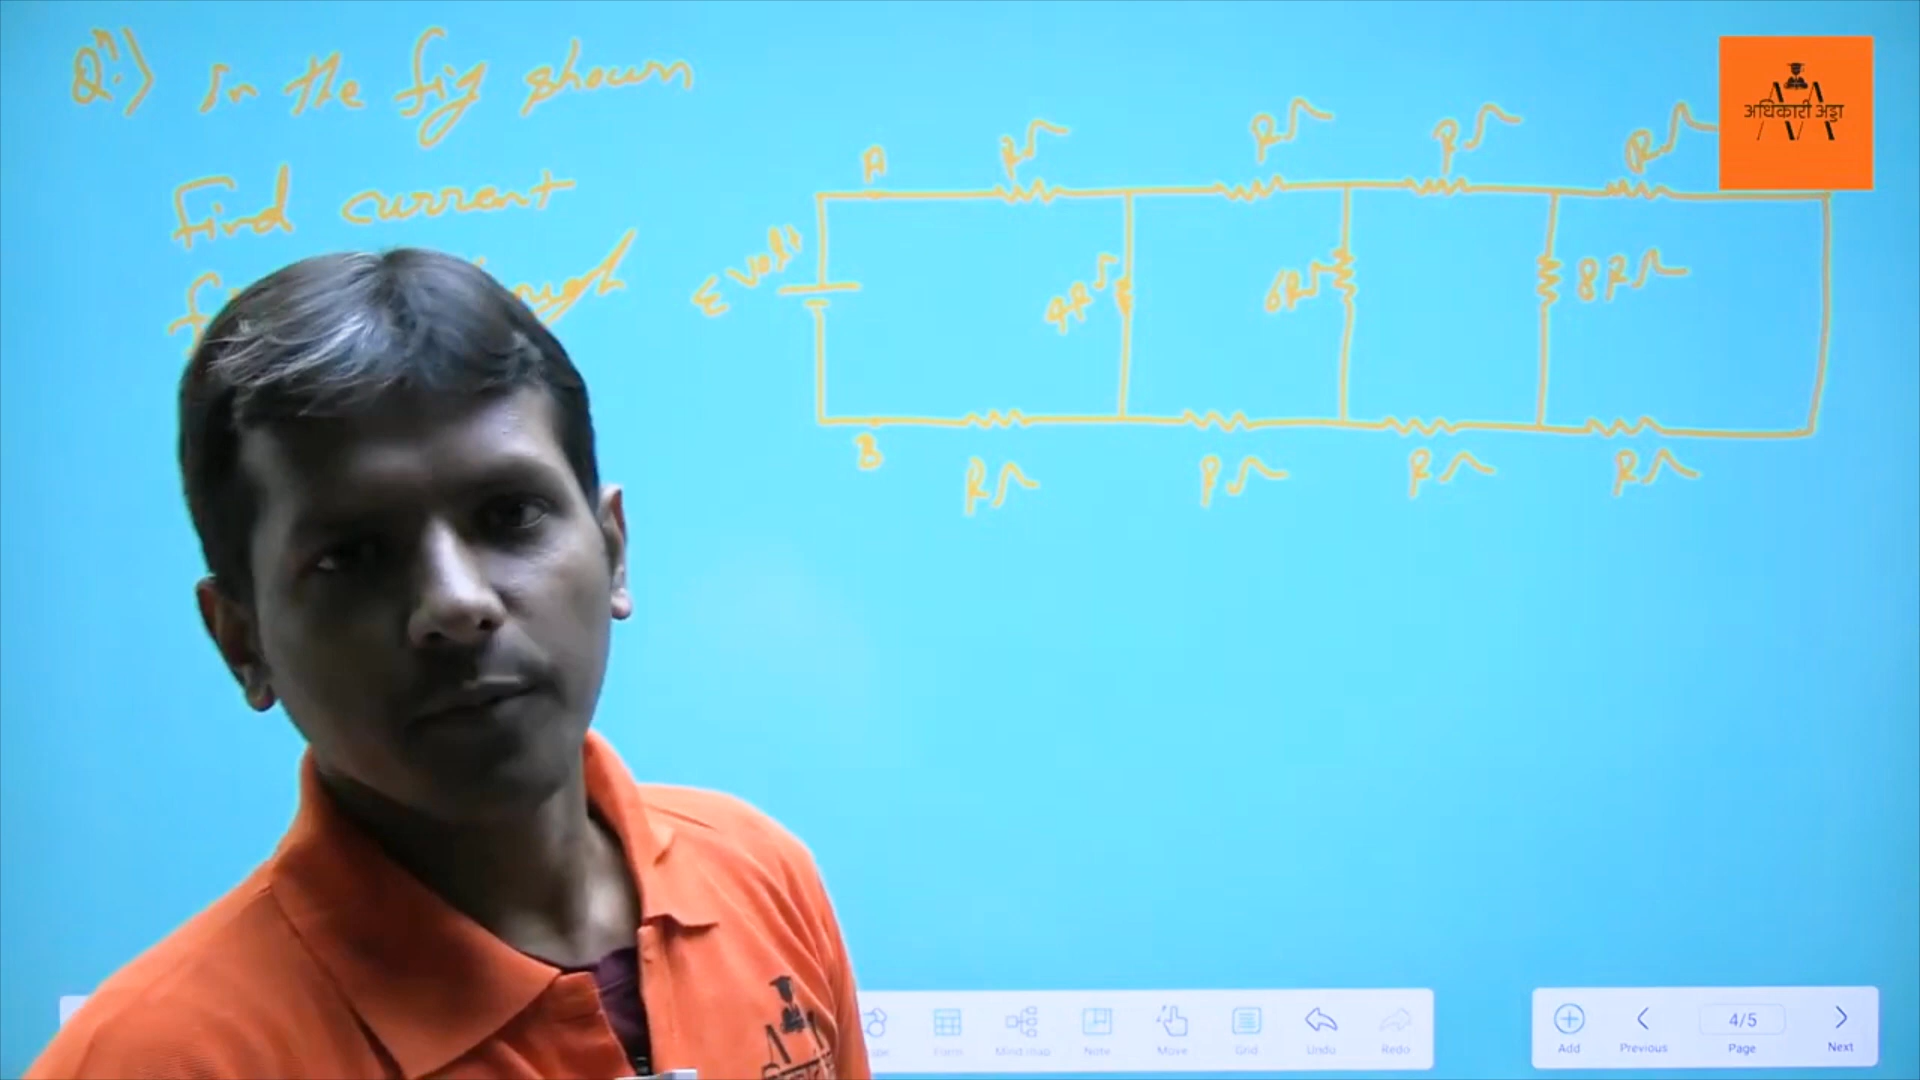 Qⁿ:) in the fig shown
find current
A
RΩ
RΩ
RΩ
RΩ
E Volt
4RΩ
6RΩ
8RΩ
B
RΩ
RΩ
RΩ
RΩ
अधिकारी अड्डा
Form
Mind map
Note
Move
Grid
Undo
Redo
Add
Previous
4/5
Page
Next